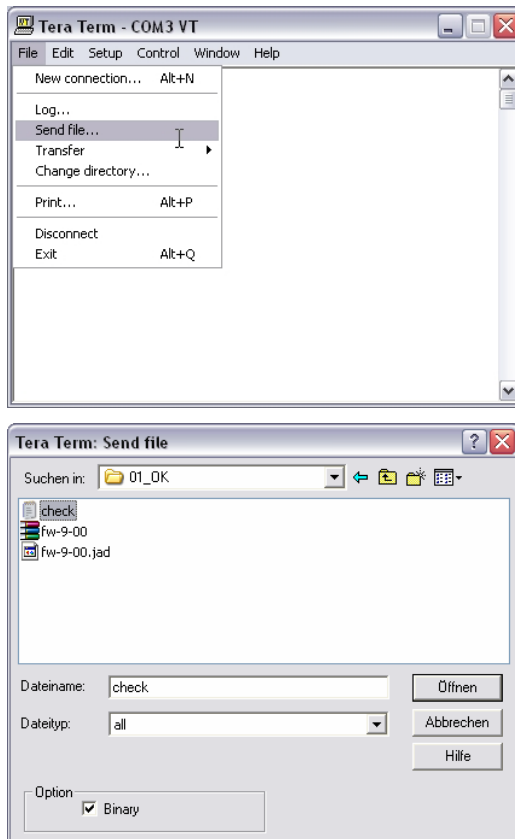 Tera Term - COM3 VT
File Edit Setup Control Window Help
New connection... Alt+N
Log...
Send file...
Transfer
Change directory...
Print... Alt+P
Disconnect
Exit Alt+Q
Tera Term: Send file
Suchen in: 01_OK
check
fw-9-00
fw-9-00.jad
Dateiname: check Öffnen
Dateityp: all Abbrechen
Hilfe
Option
Binary